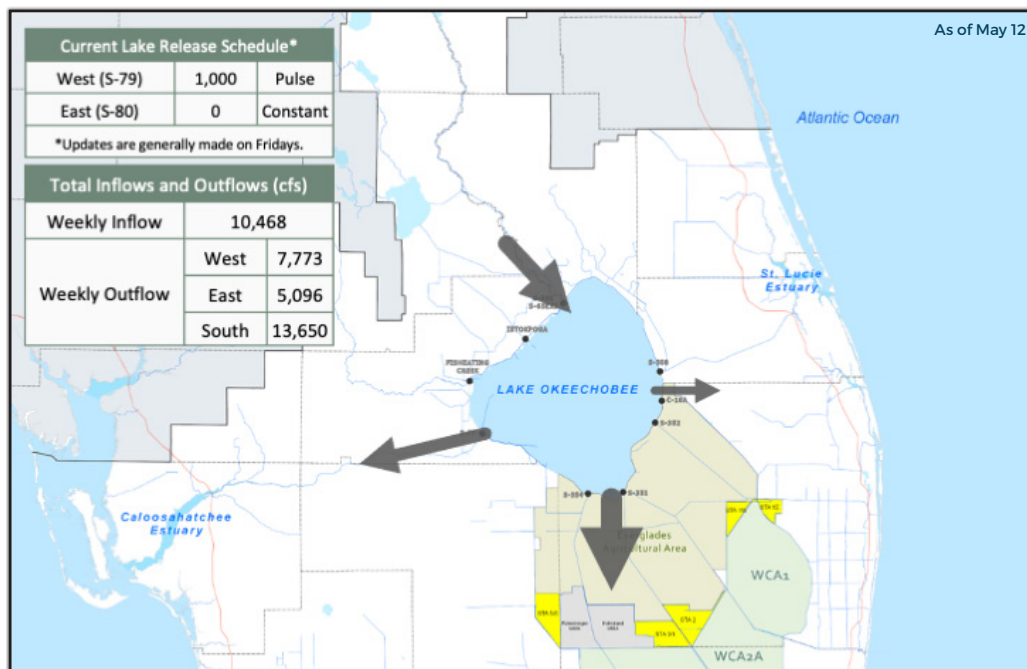 As of May 12
Current Lake Release Schedule*
West (S-79) 1,000 Pulse
East (S-80) 0 Constant
*Updates are generally made on Fridays.
Total Inflows and Outflows (cfs)
Weekly Inflow 10,468
Weekly Outflow
West 7,773
East 5,096
South 13,650
Atlantic Ocean
St. Lucie
Estuary
ISTOKPOGA
FISHEATING
CREEK
S-308
LAKE OKEECHOBEE
S-352
S-354
S-351
Caloosahatchee
Estuary
Everglades
Agricultural Area
WCA1
STA 2
WCA2A